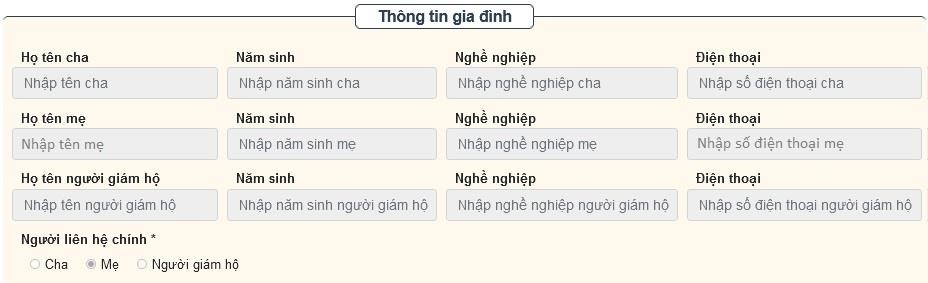 Thông tin gia đình
Họ tên cha Năm sinh Nghề nghiệp Điện thoại
Nhập tên cha Nhập năm sinh cha Nhập nghề nghiệp cha Nhập số điện thoại cha
Họ tên mẹ Năm sinh Nghề nghiệp Điện thoại
Nhập tên mẹ Nhập năm sinh mẹ Nhập nghề nghiệp mẹ Nhập số điện thoại mẹ
Họ tên người giám hộ Năm sinh Nghề nghiệp Điện thoại
Nhập tên người giám hộ Nhập năm sinh người giám hộ Nhập nghề nghiệp người giám hộ Nhập số điện thoại người giám hộ
Người liên hệ chính *
Cha Mẹ Người giám hộ